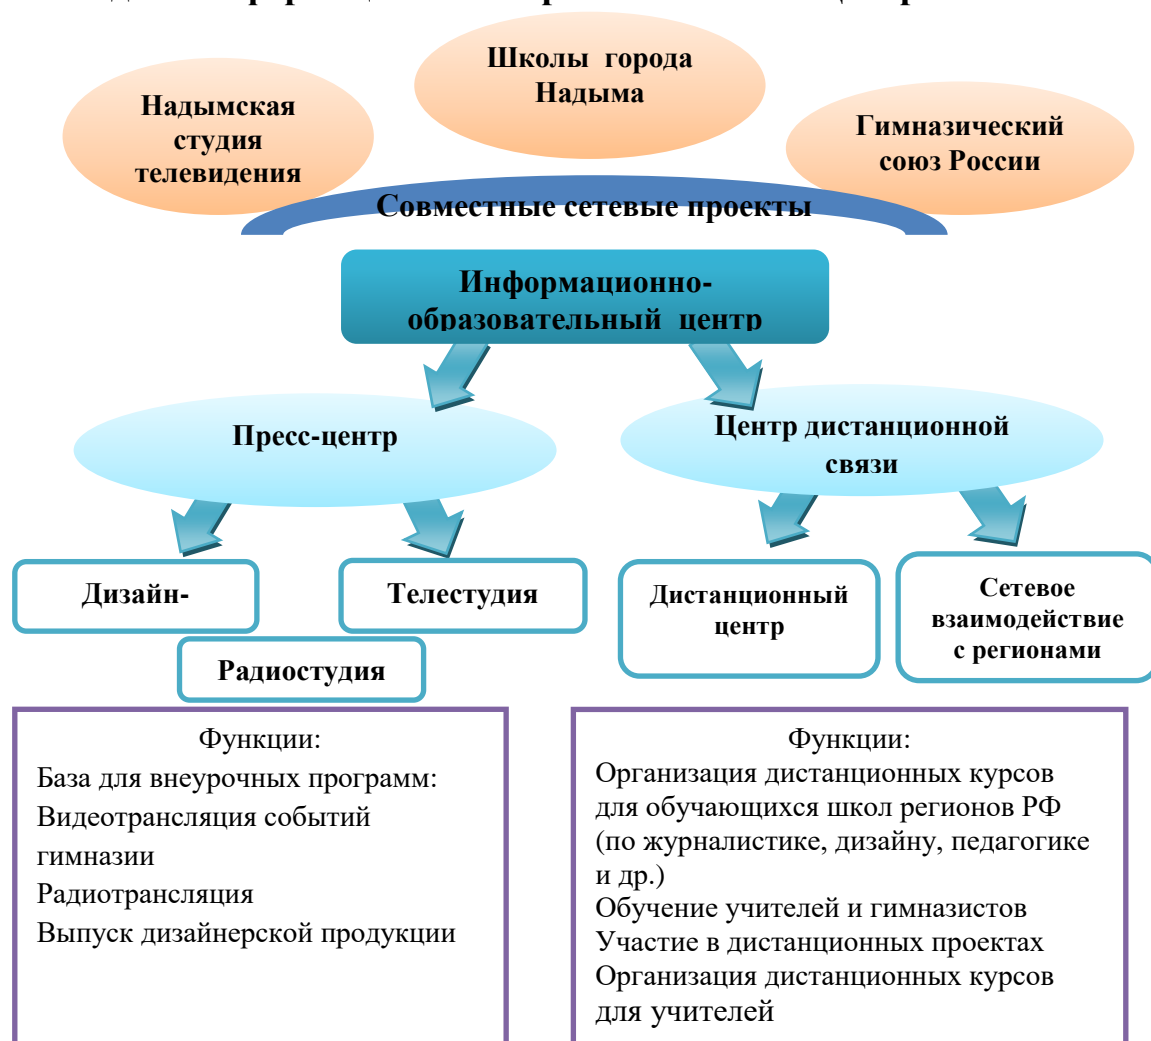 Школы города
Надыма
Надымская
студия
телевидения
Гимназический
союз России
Совместные сетевые проекты
Информационно-
образовательный центр
Пресс-центр
Центр дистанционной
связи
Дизайн-
Телестудия
Радиостудия
Дистанционный
центр
Сетевое
взаимодействие
с регионами
Функции:
База для внеурочных программ:
Видеотрансляция событий
гимназии
Радиотрансляция
Выпуск дизайнерской продукции
Функции:
Организация дистанционных курсов
для обучающихся школ регионов РФ
(по журналистике, дизайну, педагогике
и др.)
Обучение учителей и гимназистов
Участие в дистанционных проектах
Организация дистанционных курсов
для учителей